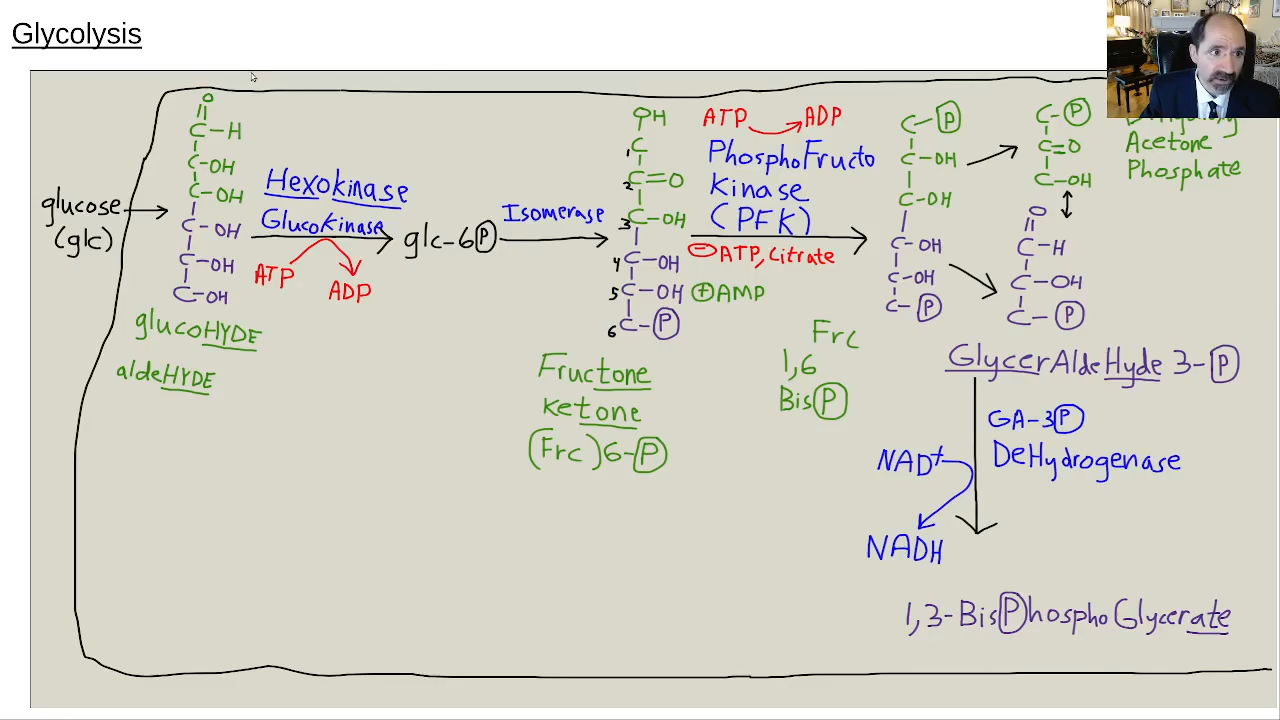 Glycolysis
glucose
(glc)
O
C-H
C-OH
C-OH
C-OH
C-OH
C-OH
glucoHYDE
aldeHYDE
Hexokinase
Glucokinase
ATP
ADP
glc-6P
Isomerase
OH
1 C
2 C=O
3 C-OH
4 C-OH
5 C-OH
6 C-P
Fructone
Ketone
(Frc)6-P
ATP → ADP
PhosphoFructo
Kinase
(PFK)
- ATP, Citrate
+ AMP
Frc
1,6
BisP
C-P
C-OH
C-OH
C-OH
C-OH
C-P
C-P
C=O
C-OH
Acetone
Phosphate
O
C-H
C-OH
C-P
GlycerAldeHyde 3-P
GA-3P
DeHydrogenase
NAD+
NADH
1,3-BisPhosphoGlycerate